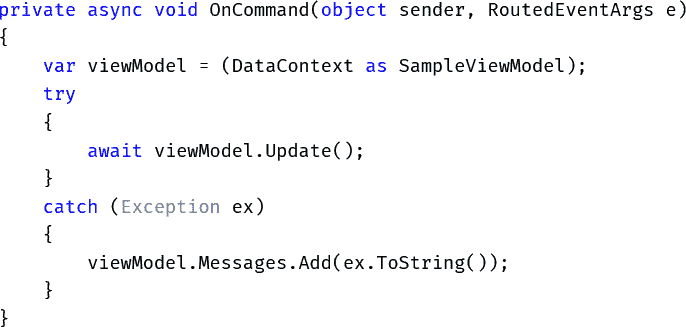 private async void OnCommand(object sender, RoutedEventArgs e)
{
    var viewModel = (DataContext as SampleViewModel);
    try
    {
        await viewModel.Update();
    }
    catch (Exception ex)
    {
        viewModel.Messages.Add(ex.ToString());
    }
}